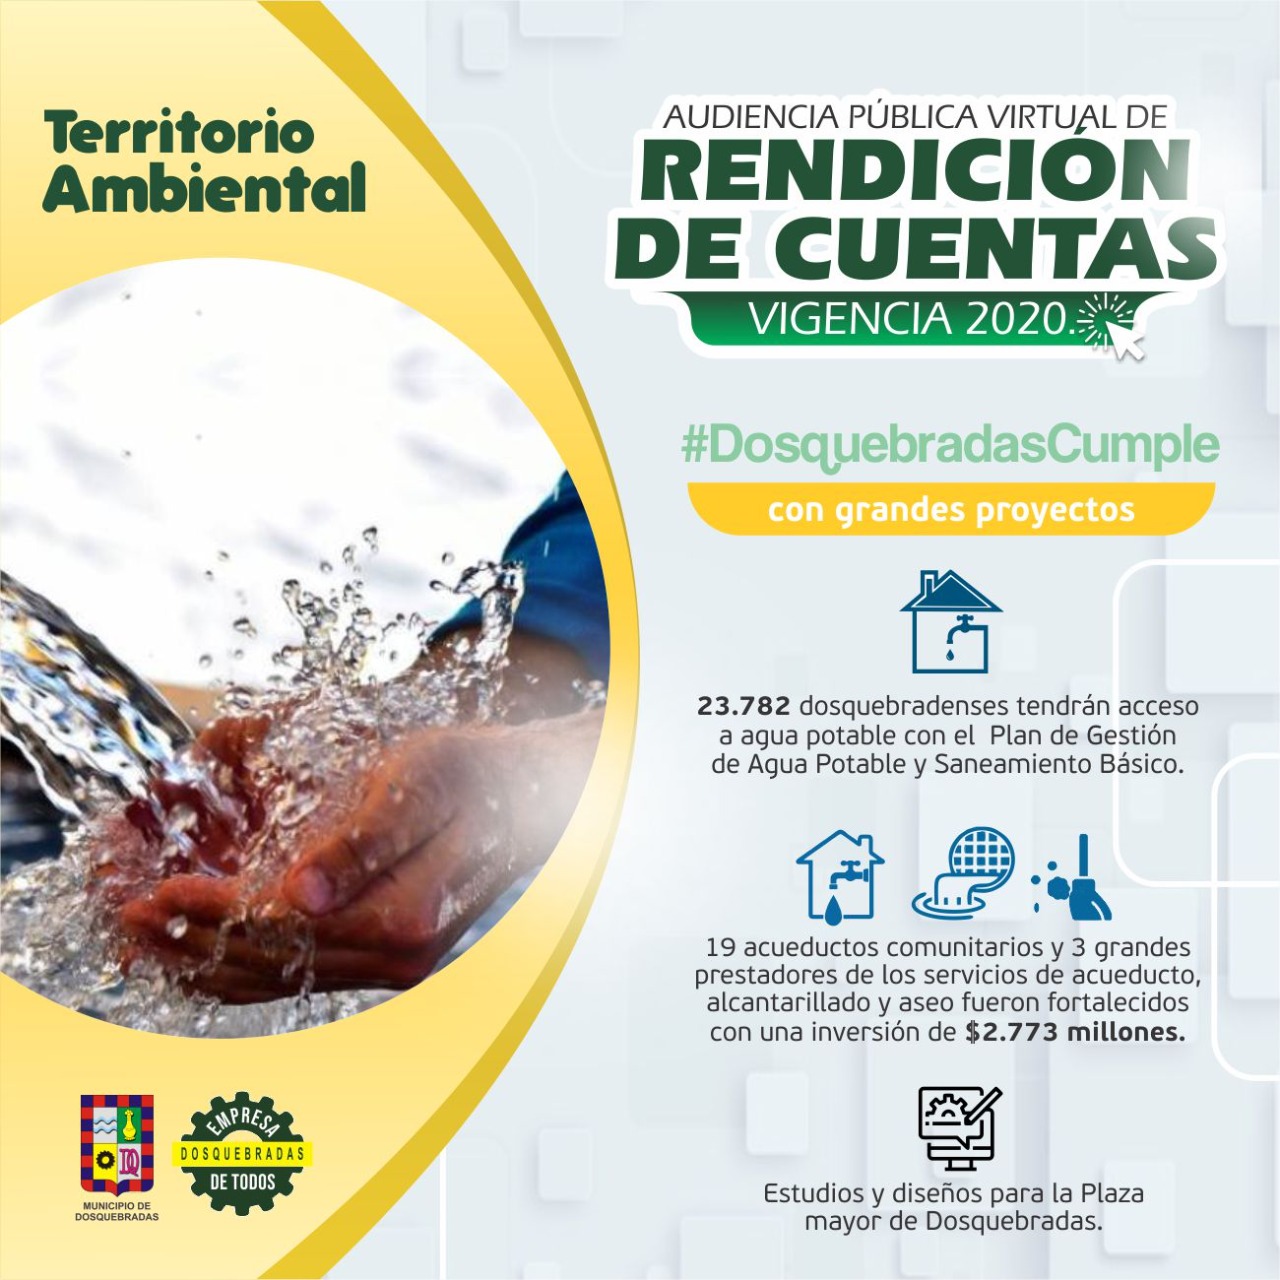 Territorio
Ambiental
AUDIENCIA PÚBLICA VIRTUAL DE
RENDICIÓN
DE CUENTAS
VIGENCIA 2020.
#DosquebradasCumple
con grandes proyectos
23.782 dosquebradenses tendrán acceso
a agua potable con el Plan de Gestión
de Agua Potable y Saneamiento Básico.
19 acueductos comunitarios y 3 grandes
prestadores de los servicios de acueducto,
alcantarillado y aseo fueron fortalecidos
con una inversión de $2.773 millones.
Estudios y diseños para la Plaza
mayor de Dosquebradas.
DQ
MUNICIPIO DE
DOSQUEBRADAS
EMPRESA
DOSQUEBRADAS
DE TODOS